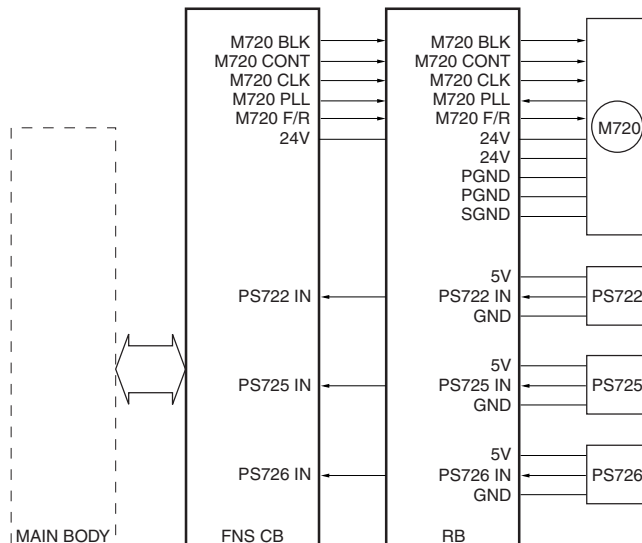 M720 BLK M720 BLK
M720 CONT M720 CONT
M720 CLK M720 CLK
M720 PLL M720 PLL
M720 F/R M720 F/R M720
24V 24V
24V
PGND
PGND
SGND
5V
PS722 IN PS722 IN PS722
GND
5V
PS725 IN PS725 IN PS725
GND
5V
PS726 IN PS726 IN PS726
GND
MAIN BODY FNS CB RB